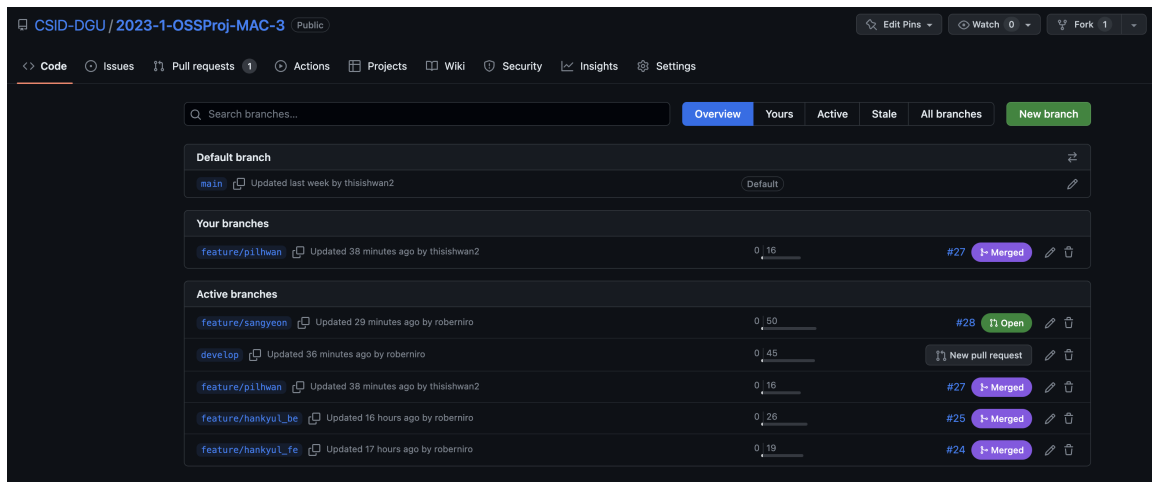 CSID-DGU / 2023-1-OSSProj-MAC-3 Public Edit Pins Watch 0 Fork 1
Code Issues Pull requests 1 Actions Projects Wiki Security Insights Settings
Search branches... Overview Yours Active Stale All branches New branch
Default branch
main Updated last week by thisishwan2 Default
Your branches
feature/pilhwan Updated 38 minutes ago by thisishwan2 0 16 #27 Merged
Active branches
feature/sangyeon Updated 29 minutes ago by roberniro 0 50 #28 Open
develop Updated 36 minutes ago by roberniro 0 45 New pull request
feature/pilhwan Updated 38 minutes ago by thisishwan2 0 16 #27 Merged
feature/hankyul_be Updated 16 hours ago by roberniro 0 26 #25 Merged
feature/hankyul_fe Updated 17 hours ago by roberniro 0 19 #24 Merged